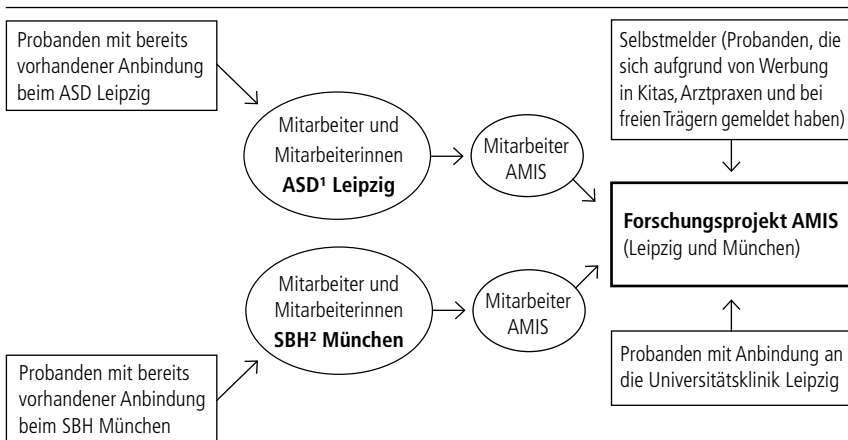 Probanden mit bereits
vorhandener Anbindung
beim ASD Leipzig
Mitarbeiter und
Mitarbeiterinnen
ASD¹ Leipzig
Mitarbeiter
AMIS
Selbstmelder (Probanden, die
sich aufgrund von Werbung
in Kitas, Arztpraxen und bei
freien Trägern gemeldet haben)
Forschungsprojekt AMIS
(Leipzig und München)
Mitarbeiter und
Mitarbeiterinnen
SBH² München
Mitarbeiter
AMIS
Probanden mit bereits
vorhandener Anbindung
beim SBH München
Probanden mit Anbindung an
die Universitätsklinik Leipzig